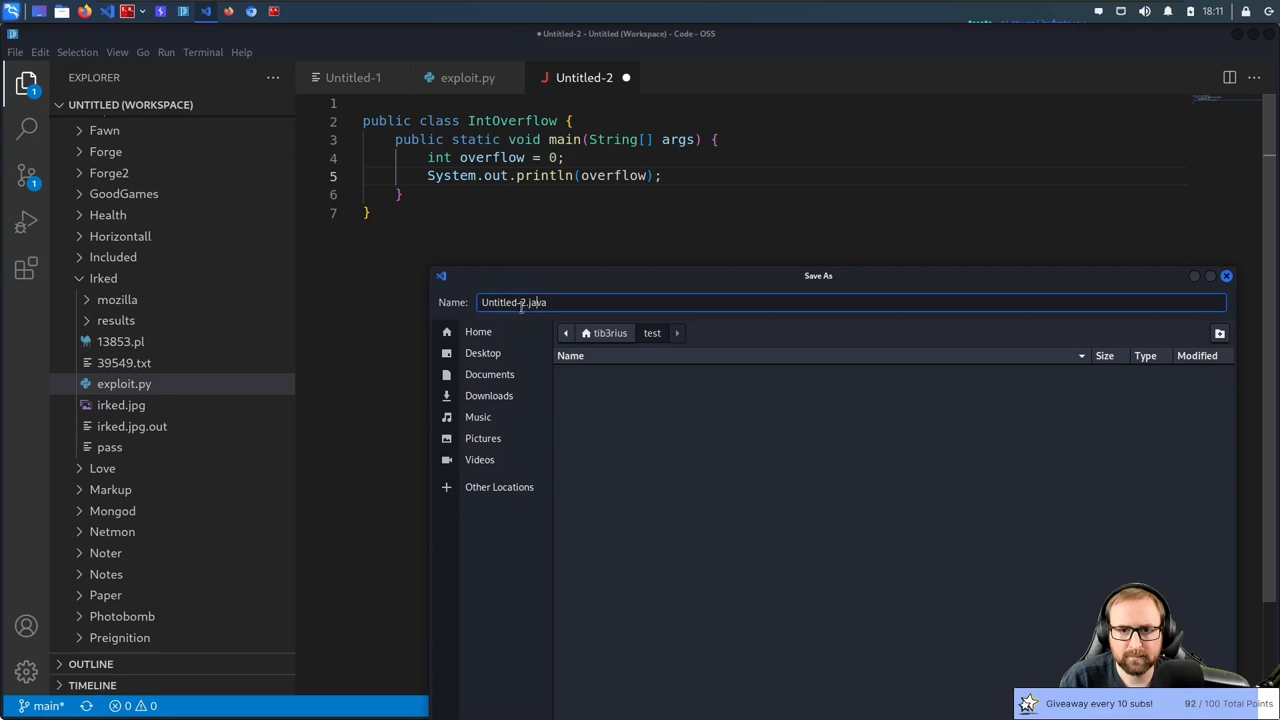 18:11
Untitled-2 - Untitled (Workspace) - Code - OSS
File Edit Selection View Go Run Terminal Help
EXPLORER
Untitled-1
exploit.py
J Untitled-2
UNTITLED (WORKSPACE)
Fawn
Forge
Forge2
GoodGames
Health
Horizontall
Included
Irked
mozilla
results
13853.pl
39549.txt
exploit.py
irked.jpg
irked.jpg.out
pass
Love
Markup
Mongod
Netmon
Noter
Notes
Paper
Photobomb
Preignition
OUTLINE
TIMELINE
1
1
1
2 public class IntOverflow {
3 public static void main(String[] args) {
4 int overflow = 0;
5 System.out.println(overflow);
6 }
7 }
Save As
Name: Untitled-2.java
tib3rius test
Home
Desktop
Documents
Downloads
Music
Pictures
Videos
Other Locations
Name Size Type Modified
main* 0 0
Giveaway every 10 subs! 92 / 100 Total Points